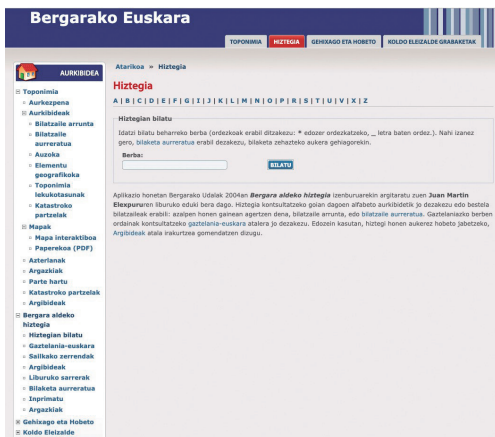 Bergarako Euskara
TOPONIMIA HIZTEGIA GEHIXAGO ETA HOBETO KOLDO ELEIZALDE GRABAKETAK
AURKIBIDEA
Toponimia
Aurkezpena
Aurkibideak
Bilatzaile arrunta
Bilatzaile
aurreratua
Auzoka
Elementu
geografikoka
Toponimia
lekukotasunak
Katastroko
partzelak
Mapak
Mapa interaktiboa
Paperekoa (PDF)
Azterlanak
Argazkiak
Parte hartu
Katastroko partzelak
Argibideak
Bergara aldeko
hiztegia
Hiztegian bilatu
Gaztelania-euskara
Sailkako zerrendak
Argibideak
Liburuko sarrerak
Bilaketa aurreratua
Inprimatu
Argazkiak
Gehixago eta Hobeto
Koldo Eleizalde
Atarikoa » Hiztegia
Hiztegia
A | B | C | D | E | F | G | I | J | K | L | M | N | O | P | R | S | T | U | V | X | Z
Hiztegian bilatu
Idatzi bilatu beharreko berba (ordezkoak erabil ditzakezu: * edozer ordezkatzeko, _ letra baten ordez.). Nahi izanez
gero, bilaketa aurreratua erabil dezakezu, bilaketa zehazteko aukera gehiagorekin.
Berba:
BILATU
Aplikazio honetan Bergarako Udalak 2004an Bergara aldeko hiztegia izenburuarekin argitaratu zuen Juan Martin
Elexpururen liburuko eduki bera dago. Hiztegia kontsultatzeko goian dagoen alfabeto aurkibidetik jo dezakezu edo bestela
bilatzaileak erabili: azalpen honen gainean agertzen dena, bilatzaile arrunta, edo bilatzaile aurreratua. Gaztelaniazko berben
ordainak kontsultatzeko gaztelania-euskara atalera jo dezakezu. Edozein kasutan, hiztegi honen aukerez hobeto jabetzeko,
Argibideak atala irakurtzea gomendatzen dizugu.